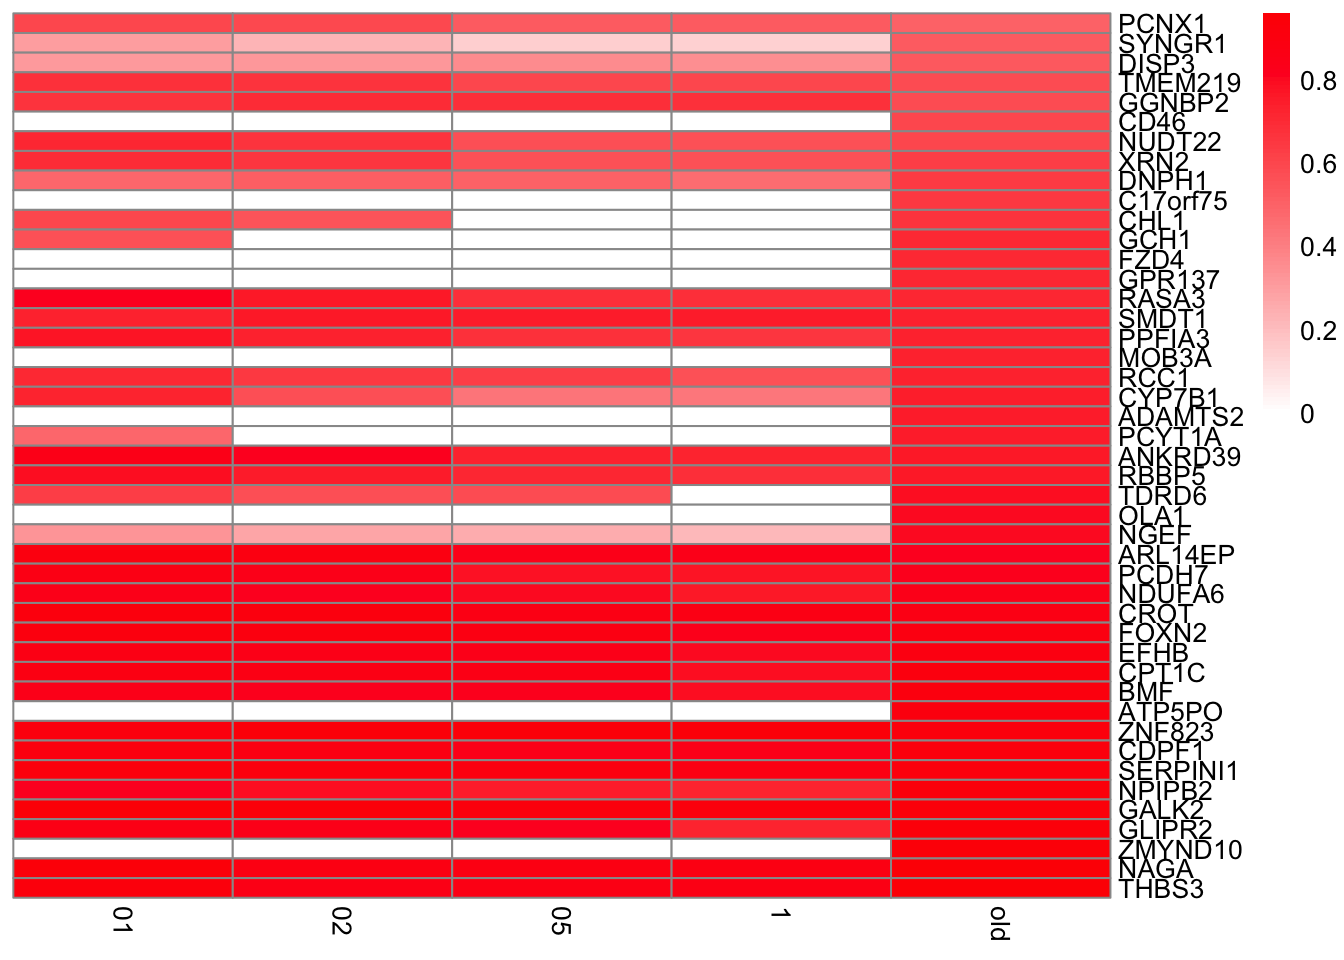 PCNX1
SYNGR1
DISP3
TMEM219
GGNBP2
CD46
NUDT22
XRN2
DNPH1
C17orf75
CHL1
GCH1
FZD4
GPR137
RASA3
SMDT1
PPFIA3
MOB3A
RCC1
CYP7B1
ADAMTS2
PCYT1A
ANKRD39
RBBP5
TDRD6
OLA1
NGEF
ARL14EP
PCDH7
NDUFA6
CROT
FOXN2
EFHB
CPT1C
BMF
ATP5PO
ZNF823
CDPF1
SERPINI1
NPIPB2
GALK2
GLIPR2
ZMYND10
NAGA
THBS3
0.8
0.6
0.4
0.2
0
01
02
05
1
old